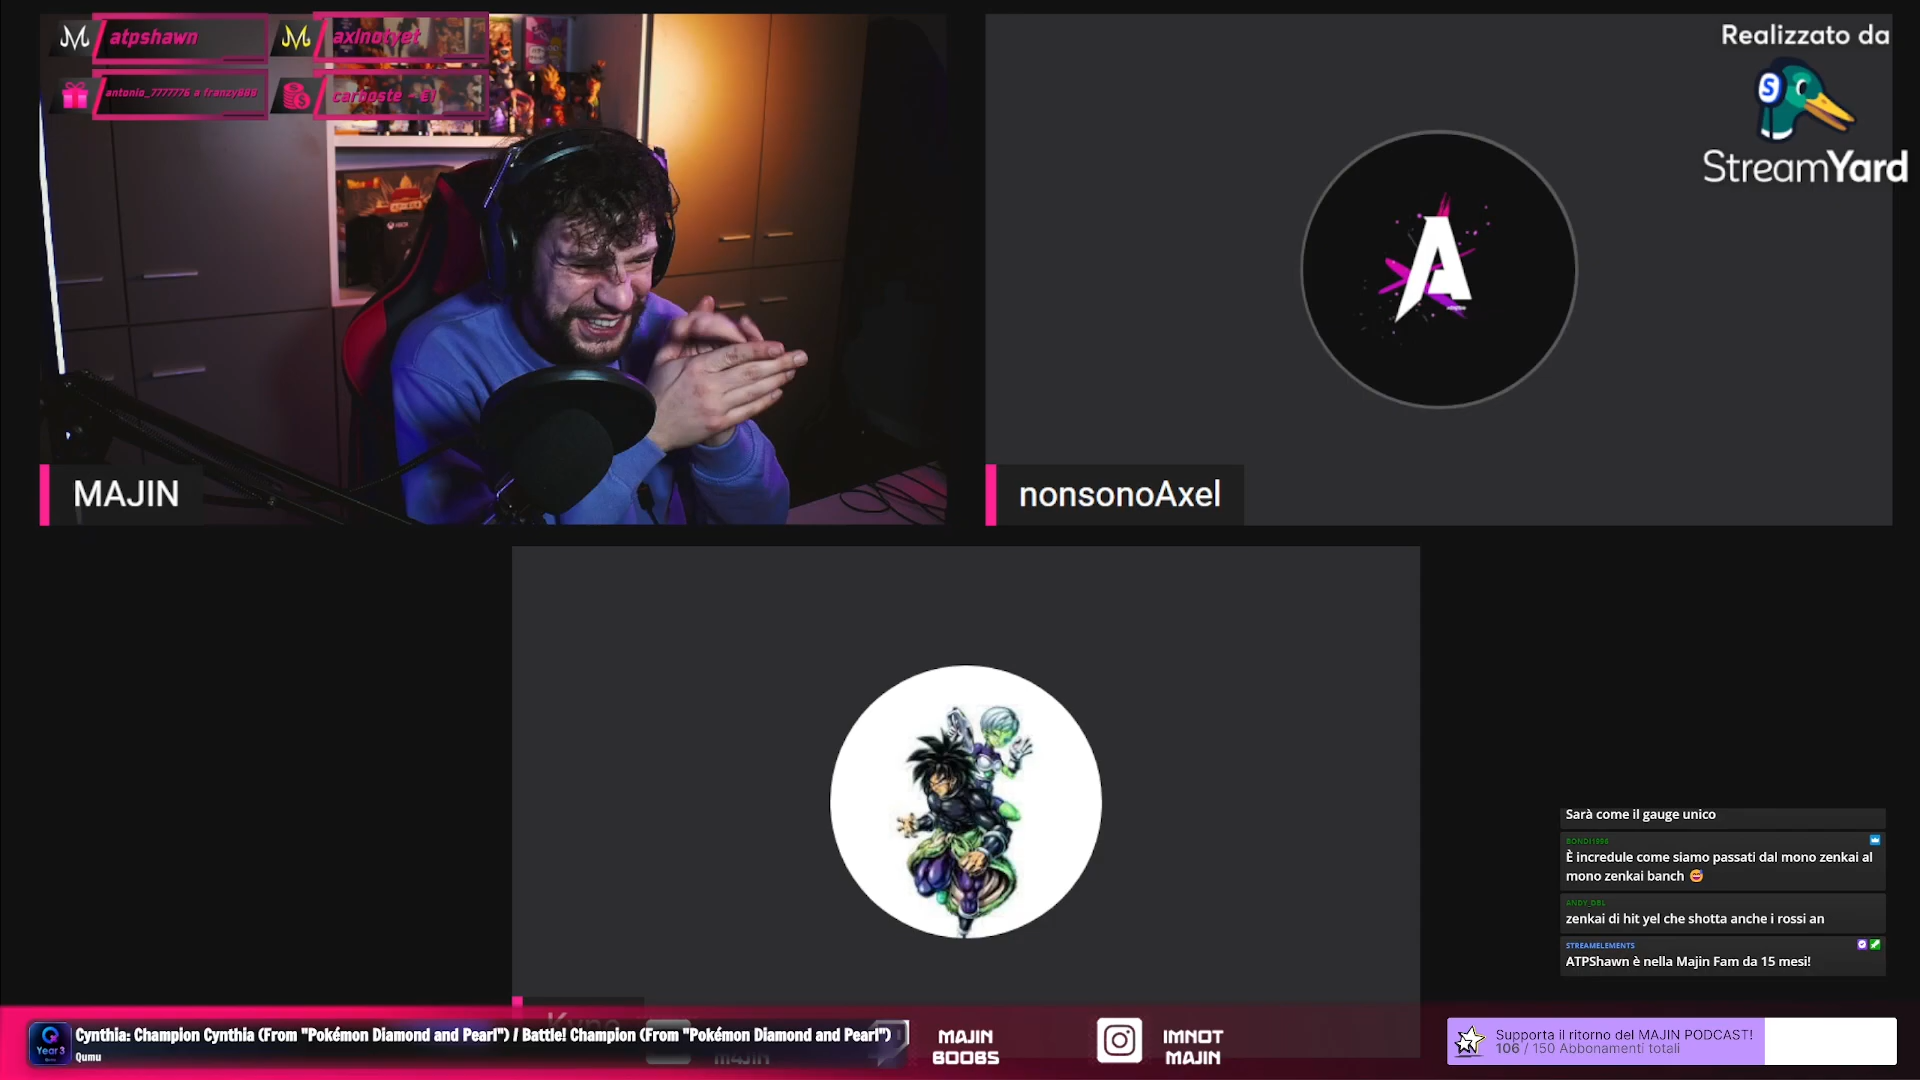 atpshawn
axlnotyet
antonio_7777776 a franzy888
carboste - €1
Realizzato da
StreamYard
MAJIN
nonsonoAxel
Sarà come il gauge unico
BONDI1998
È incredule come siamo passati dal mono zenkai al
mono zenkai banch
ANDY_DBL
zenkai di hit yel che shotta anche i rossi an
STREAMELEMENTS
ATPShawn è nella Majin Fam da 15 mesi!
Year 3
Cynthia: Champion Cynthia (From "Pokémon Diamond and Pearl") / Battle! Champion (From "Pokémon Diamond and Pearl")
Qumu
MAJIN
BOOBS
IMNOT
MAJIN
Supporta il ritorno del MAJIN PODCAST!
106 / 150 Abbonamenti totali